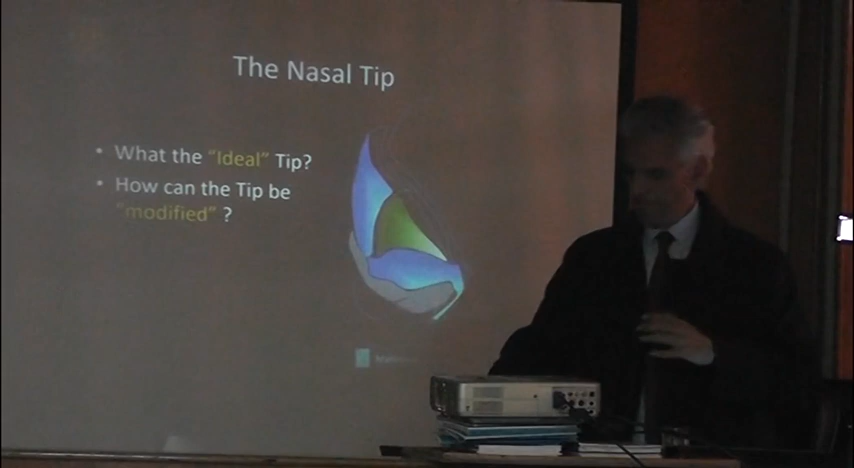 The Nasal Tip
• What the “Ideal” Tip?
• How can the Tip be
“modified” ?